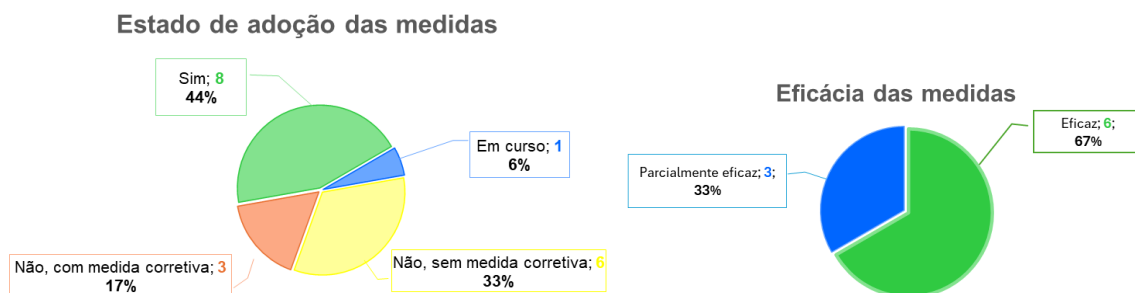 Estado de adoção das medidas
Sim; 8
44%
Em curso; 1
6%
Não, com medida corretiva; 3
17%
Não, sem medida corretiva; 6
33%
Eficácia das medidas
Eficaz; 6;
67%
Parcialmente eficaz; 3;
33%